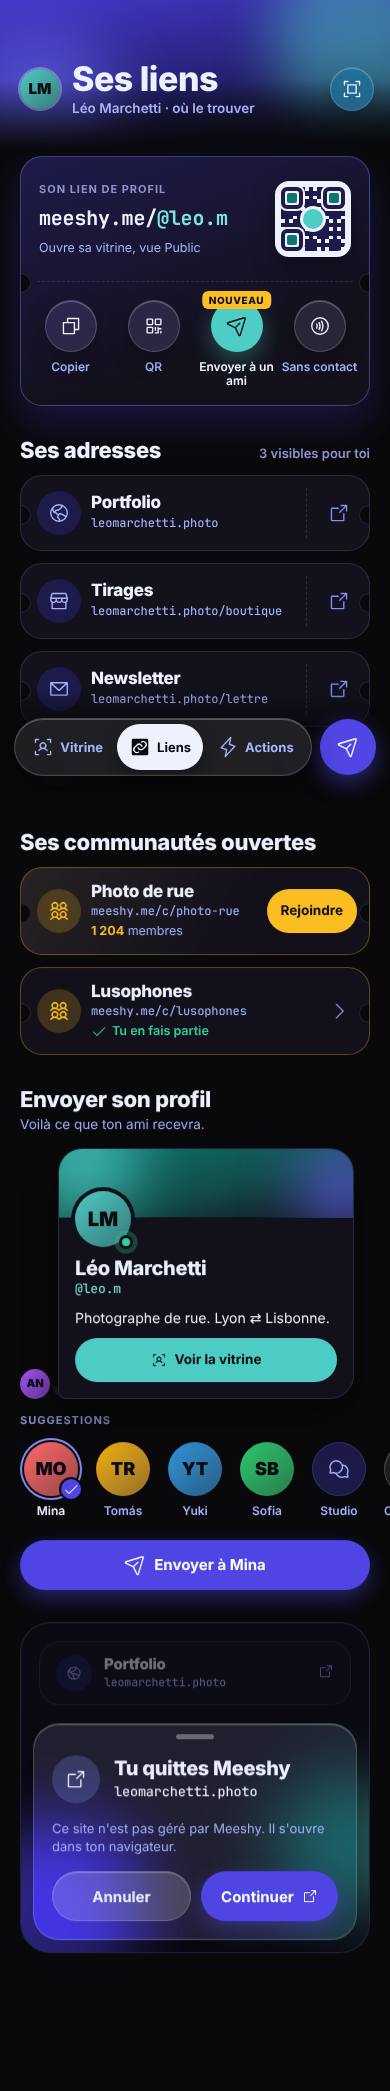 LM
Ses liens
Léo Marchetti · où le trouver
SON LIEN DE PROFIL
meeshy.me/@leo.m
Ouvre sa vitrine, vue Public
NOUVEAU
Copier
QR
Envoyer à un ami
Sans contact
Ses adresses
3 visibles pour toi
Portfolio
leomarchetti.photo
Tirages
leomarchetti.photo/boutique
Newsletter
leomarchetti.photo/lettre
Vitrine
Liens
Actions
Ses communautés ouvertes
Photo de rue
meeshy.me/c/photo-rue
1 204 membres
Rejoindre
Lusophones
meeshy.me/c/lusophones
Tu en fais partie
Envoyer son profil
Voilà ce que ton ami recevra.
LM
Léo Marchetti
@leo.m
Photographe de rue. Lyon ⇄ Lisbonne.
Voir la vitrine
AN
SUGGESTIONS
MO
TR
YT
SB
Mina
Tomás
Yuki
Sofia
Studio
Envoyer à Mina
Portfolio
leomarchetti.photo
Tu quittes Meeshy
leomarchetti.photo
Ce site n'est pas géré par Meeshy. Il s'ouvre
dans ton navigateur.
Annuler
Continuer